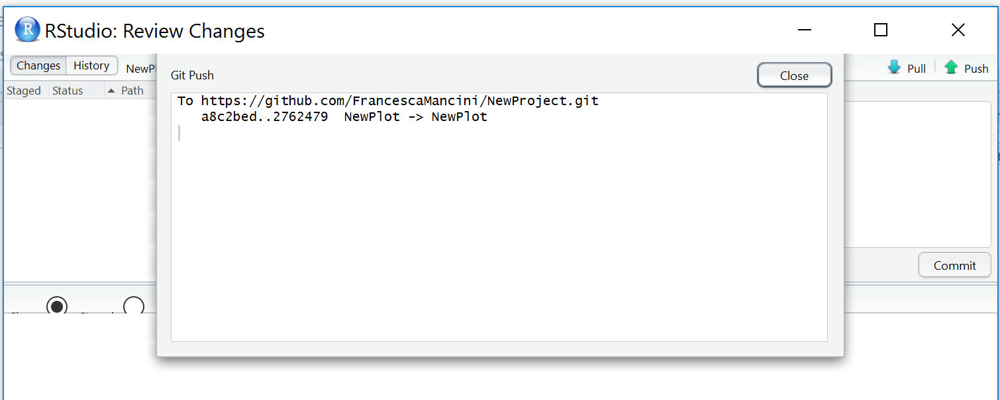 RStudio: Review Changes
Changes History NewPl
Pull Push
Staged Status Path
Git Push
Close
To https://github.com/FrancescaMancini/NewProject.git
a8c2bed..2762479 NewPlot -> NewPlot
Commit